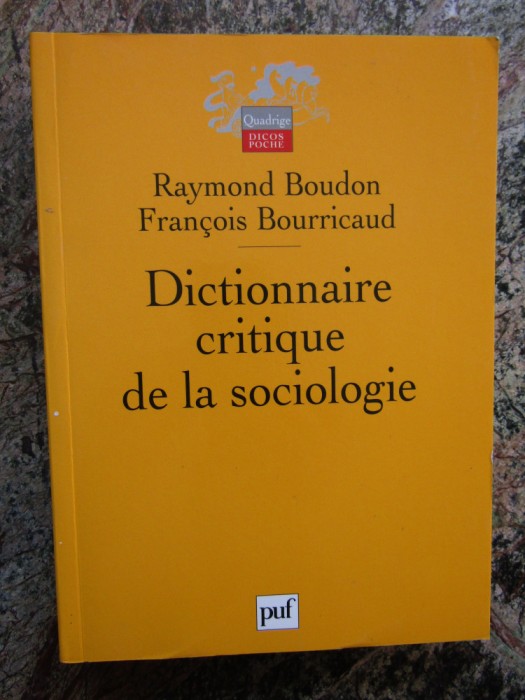 Quadrige
DICOS
POCHE
Raymond Boudon
François Bourricaud
Dictionnaire
critique
de la sociologie
puf